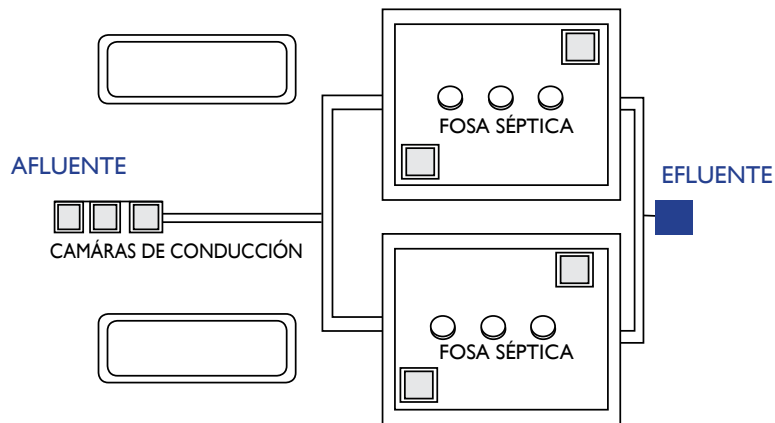 FOSA SÉPTICA
AFLUENTE
EFLUENTE
CAMÁRAS DE CONDUCCIÓN
FOSA SÉPTICA